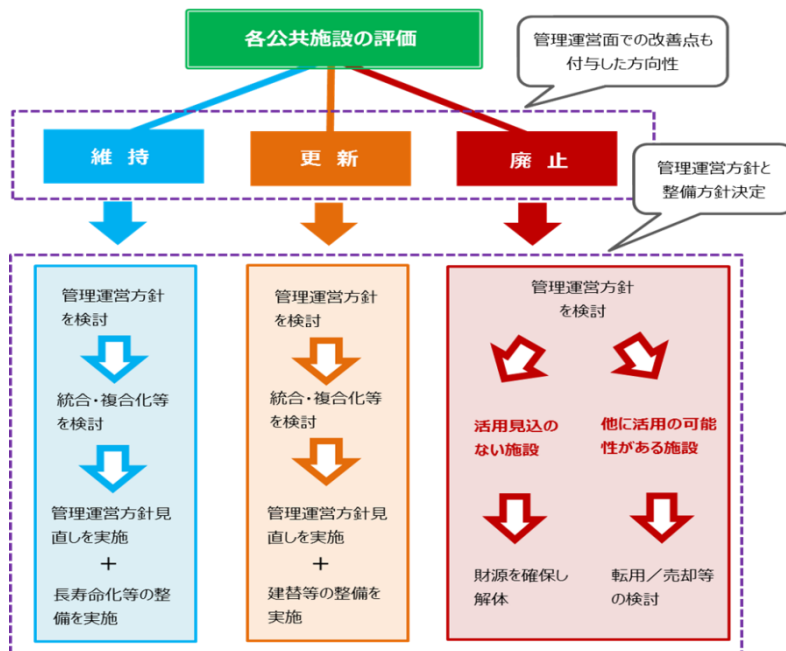 各公共施設の評価
管理運営面での改善点も
付与した方向性
維 持
更 新
廃 止
管理運営方針と
整備方針決定
管理運営方針
を検討
統合・複合化等
を検討
管理運営方針見
直しを実施
+
長寿命化等の整
備を実施
管理運営方針
を検討
統合・複合化等
を検討
管理運営方針見
直しを実施
+
建替等の整備を
実施
管理運営方針
を検討
活用見込の
ない施設
財源を確保し
解体
他に活用の可能
性がある施設
転用／売却等
の検討